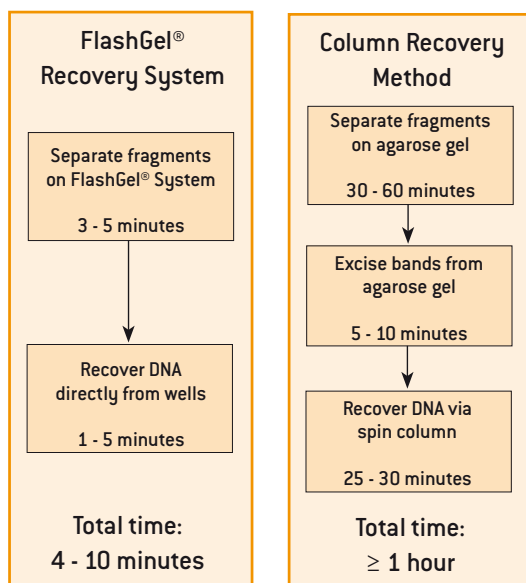 FlashGel®
Recovery System
Separate fragments
on FlashGel® System
3 - 5 minutes
Recover DNA
directly from wells
1 - 5 minutes
Total time:
4 - 10 minutes
Column Recovery
Method
Separate fragments
on agarose gel
30 - 60 minutes
Excise bands from
agarose gel
5 - 10 minutes
Recover DNA via
spin column
25 - 30 minutes
Total time:
≥ 1 hour